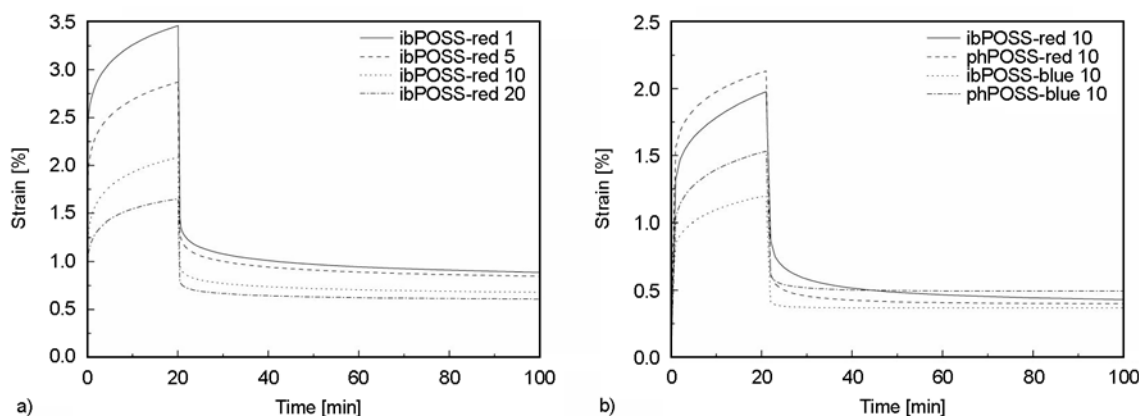 3.5
3.0
2.5
2.0
1.5
1.0
0.5
0.0
Strain [%]
ibPOSS-red 1
ibPOSS-red 5
ibPOSS-red 10
ibPOSS-red 20
0 20 40 60 80 100
Time [min]
a)
2.5
2.0
1.5
1.0
0.5
0.0
Strain [%]
ibPOSS-red 10
phPOSS-red 10
ibPOSS-blue 10
phPOSS-blue 10
0 20 40 60 80 100
Time [min]
b)